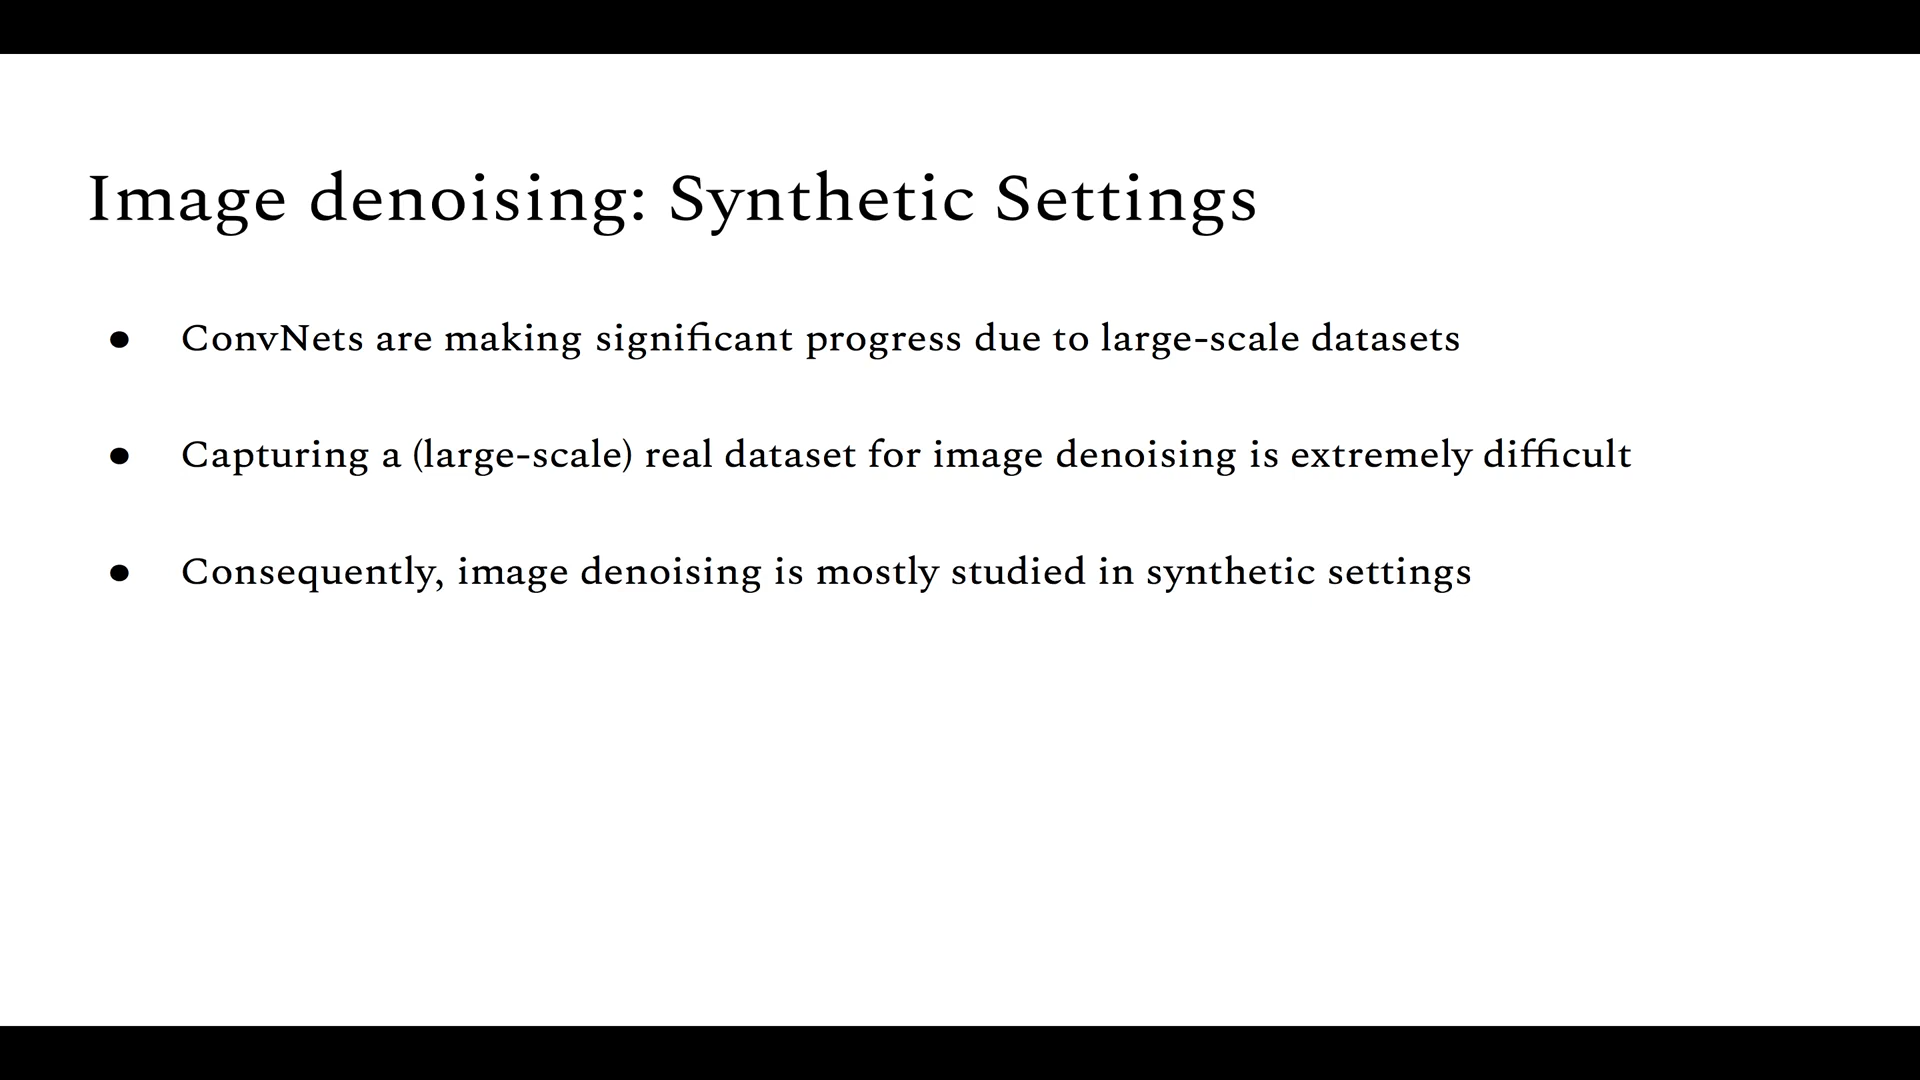 Image denoising: Synthetic Settings
● ConvNets are making significant progress due to large-scale datasets
● Capturing a (large-scale) real dataset for image denoising is extremely difficult
● Consequently, image denoising is mostly studied in synthetic settings